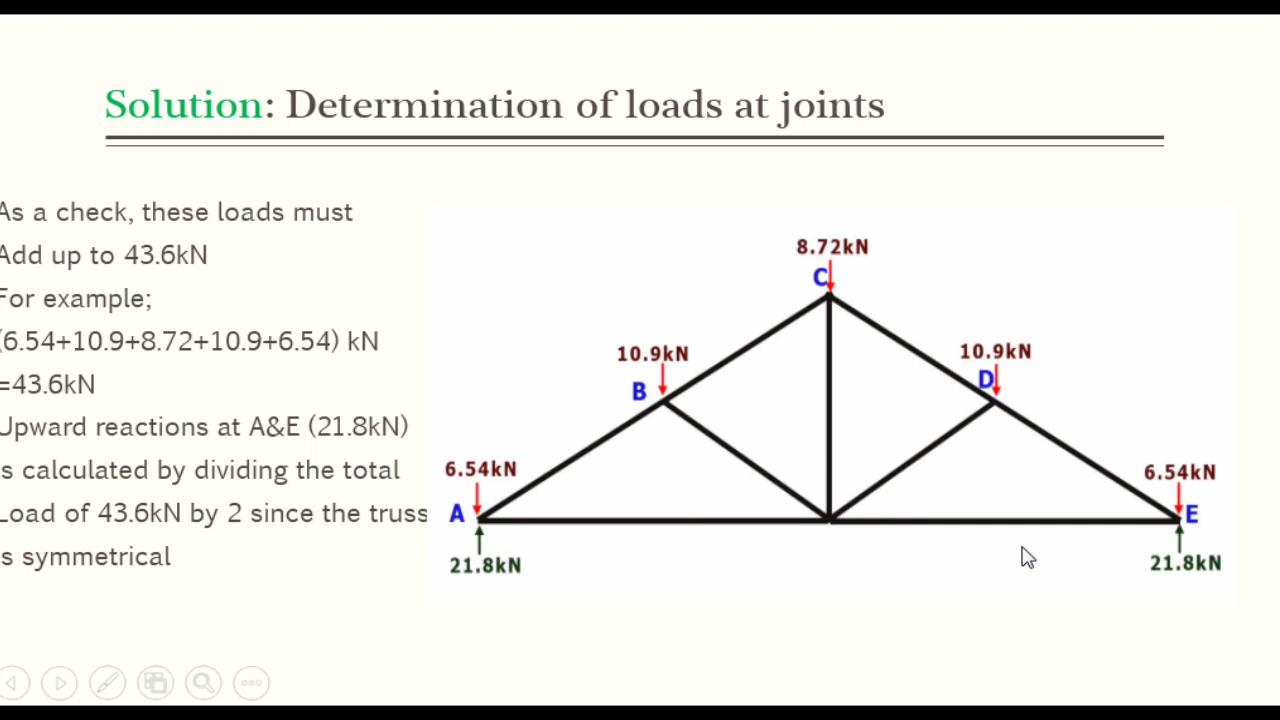 Solution: Determination of loads at joints
As a check, these loads must
Add up to 43.6kN
For example;
(6.54+10.9+8.72+10.9+6.54) kN
=43.6kN
Upward reactions at A&E (21.8kN)
is calculated by dividing the total
Load of 43.6kN by 2 since the truss
is symmetrical
8.72kN
C
10.9kN
B
10.9kN
D
6.54kN
A
21.8kN
6.54kN
E
21.8kN